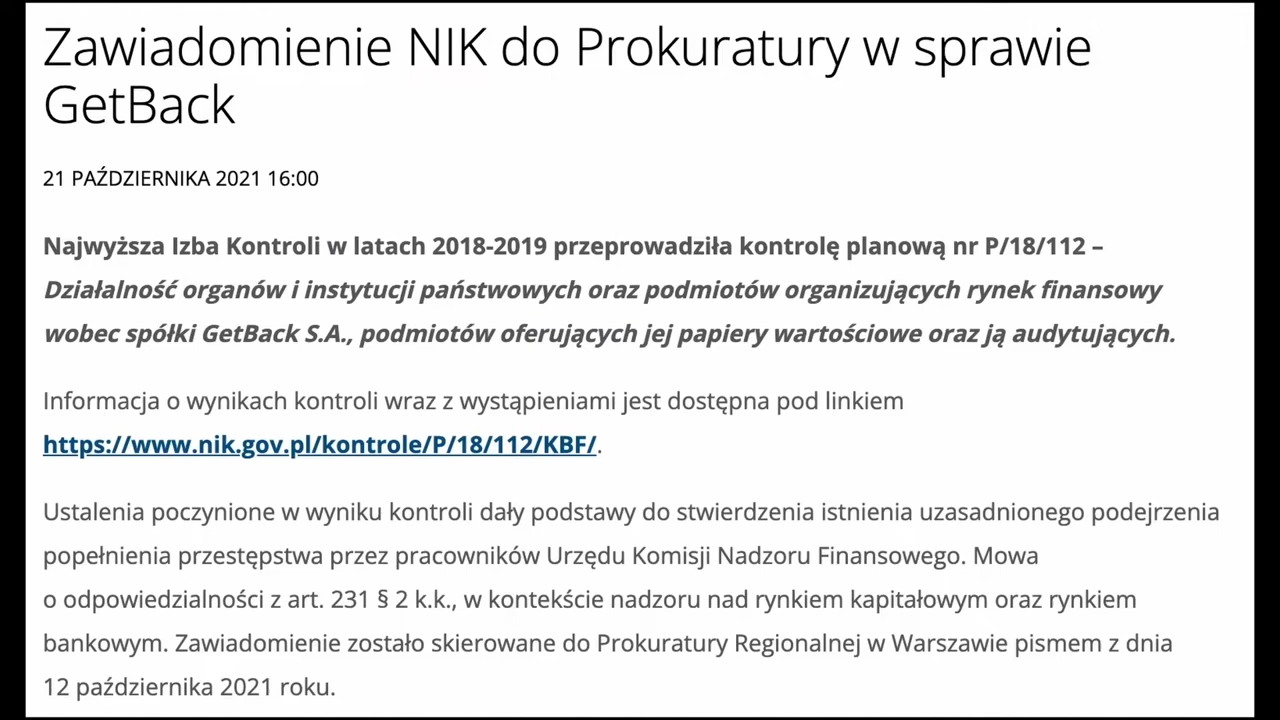 Zawiadomienie NIK do Prokuratury w sprawie
GetBack
21 PAŹDZIERNIKA 2021 16:00
Najwyższa Izba Kontroli w latach 2018-2019 przeprowadziła kontrolę planową nr P/18/112 –
Działalność organów i instytucji państwowych oraz podmiotów organizujących rynek finansowy
wobec spółki GetBack S.A., podmiotów oferujących jej papiery wartościowe oraz ją audytujących.
Informacja o wynikach kontroli wraz z wystąpieniami jest dostępna pod linkiem
https://www.nik.gov.pl/kontrole/P/18/112/KBF/.
Ustalenia poczynione w wyniku kontroli dały podstawy do stwierdzenia istnienia uzasadnionego podejrzenia
popełnienia przestępstwa przez pracowników Urzędu Komisji Nadzoru Finansowego. Mowa
o odpowiedzialności z art. 231 § 2 k.k., w kontekście nadzoru nad rynkiem kapitałowym oraz rynkiem
bankowym. Zawiadomienie zostało skierowane do Prokuratury Regionalnej w Warszawie pismem z dnia
12 października 2021 roku.